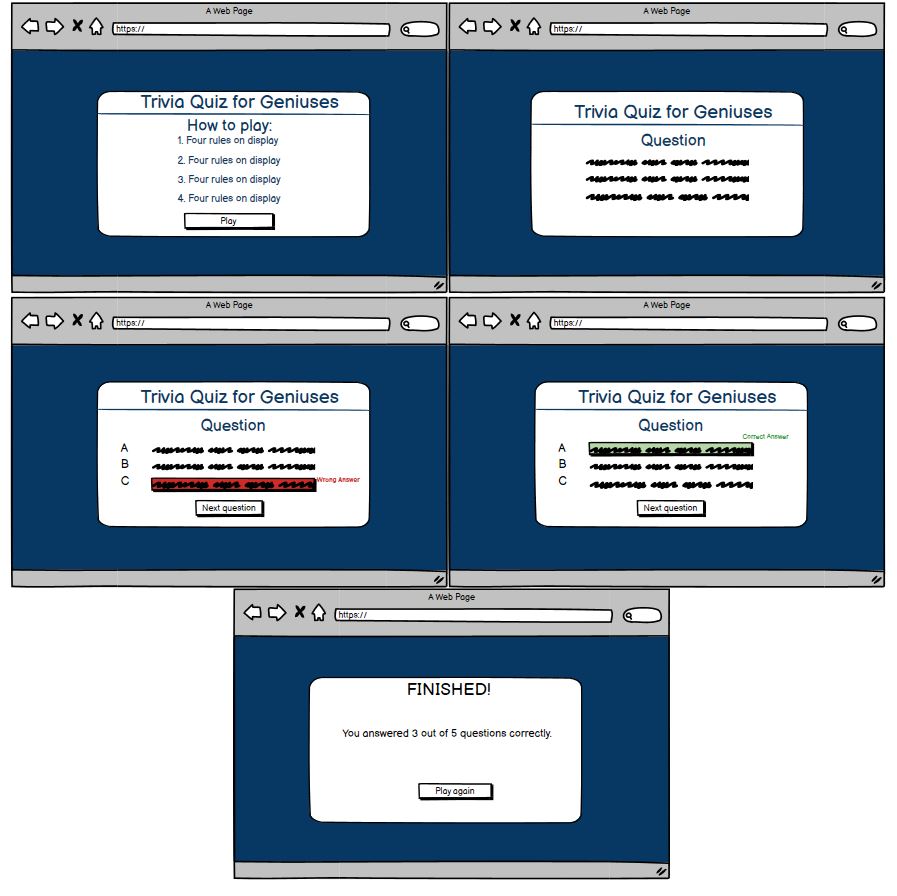 A Web Page
https://
Trivia Quiz for Geniuses
How to play:
1. Four rules on display
2. Four rules on display
3. Four rules on display
4. Four rules on display
Play
A Web Page
https://
Trivia Quiz for Geniuses
Question
A Web Page
https://
Trivia Quiz for Geniuses
Question
A
B
C
Wrong Answer
Next question
A Web Page
https://
Trivia Quiz for Geniuses
Question
Correct Answer
A
B
C
Next question
A Web Page
https://
FINISHED!
You answered 3 out of 5 questions correctly.
Play again